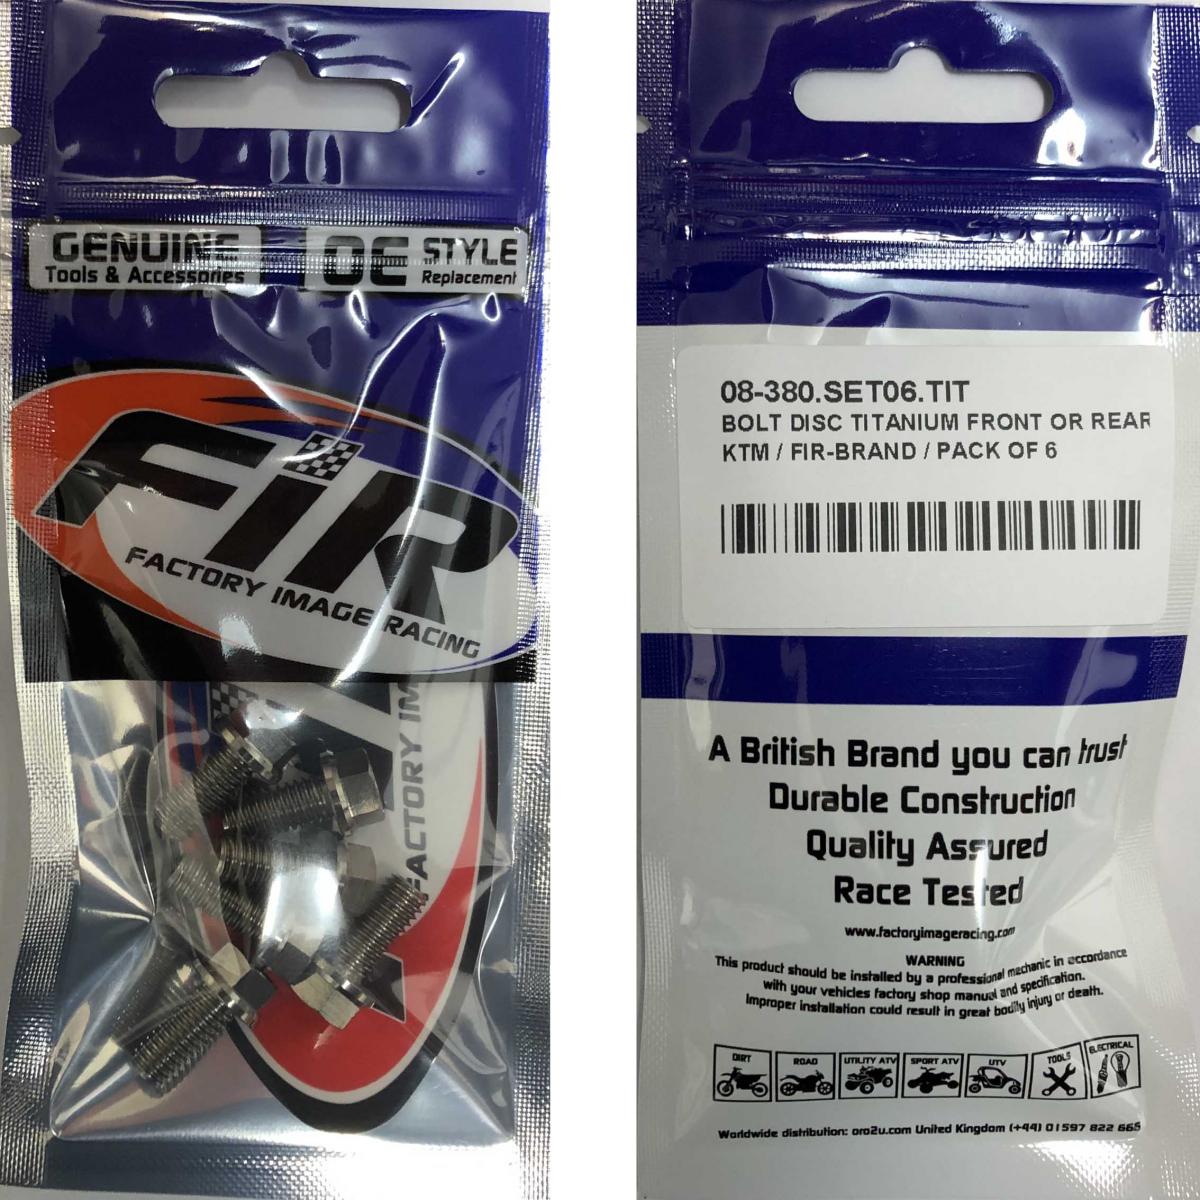 GENUINE
Tools & Accessories
OE STYLE
Replacement
FiR
FACTORY IMAGE RACING
FACTORY IM
08-380.SET06.TIT
BOLT DISC TITANIUM FRONT OR REAR
KTM / FIR-BRAND / PACK OF 6
A British Brand you can trust
Durable Construction
Quality Assured
Race Tested
www.factoryimageracing.com
WARNING
This product should be installed by a professional mechanic in accordance
with your vehicles factory shop manual and specification.
Improper installation could result in great bodily injury or death.
DIRT
ROAD
UTILITY ATV
SPORT ATV
UTV
TOOLS
ELECTRICAL
Worldwide distribution: oro2u.com United Kingdom (+44) 01597 822 665